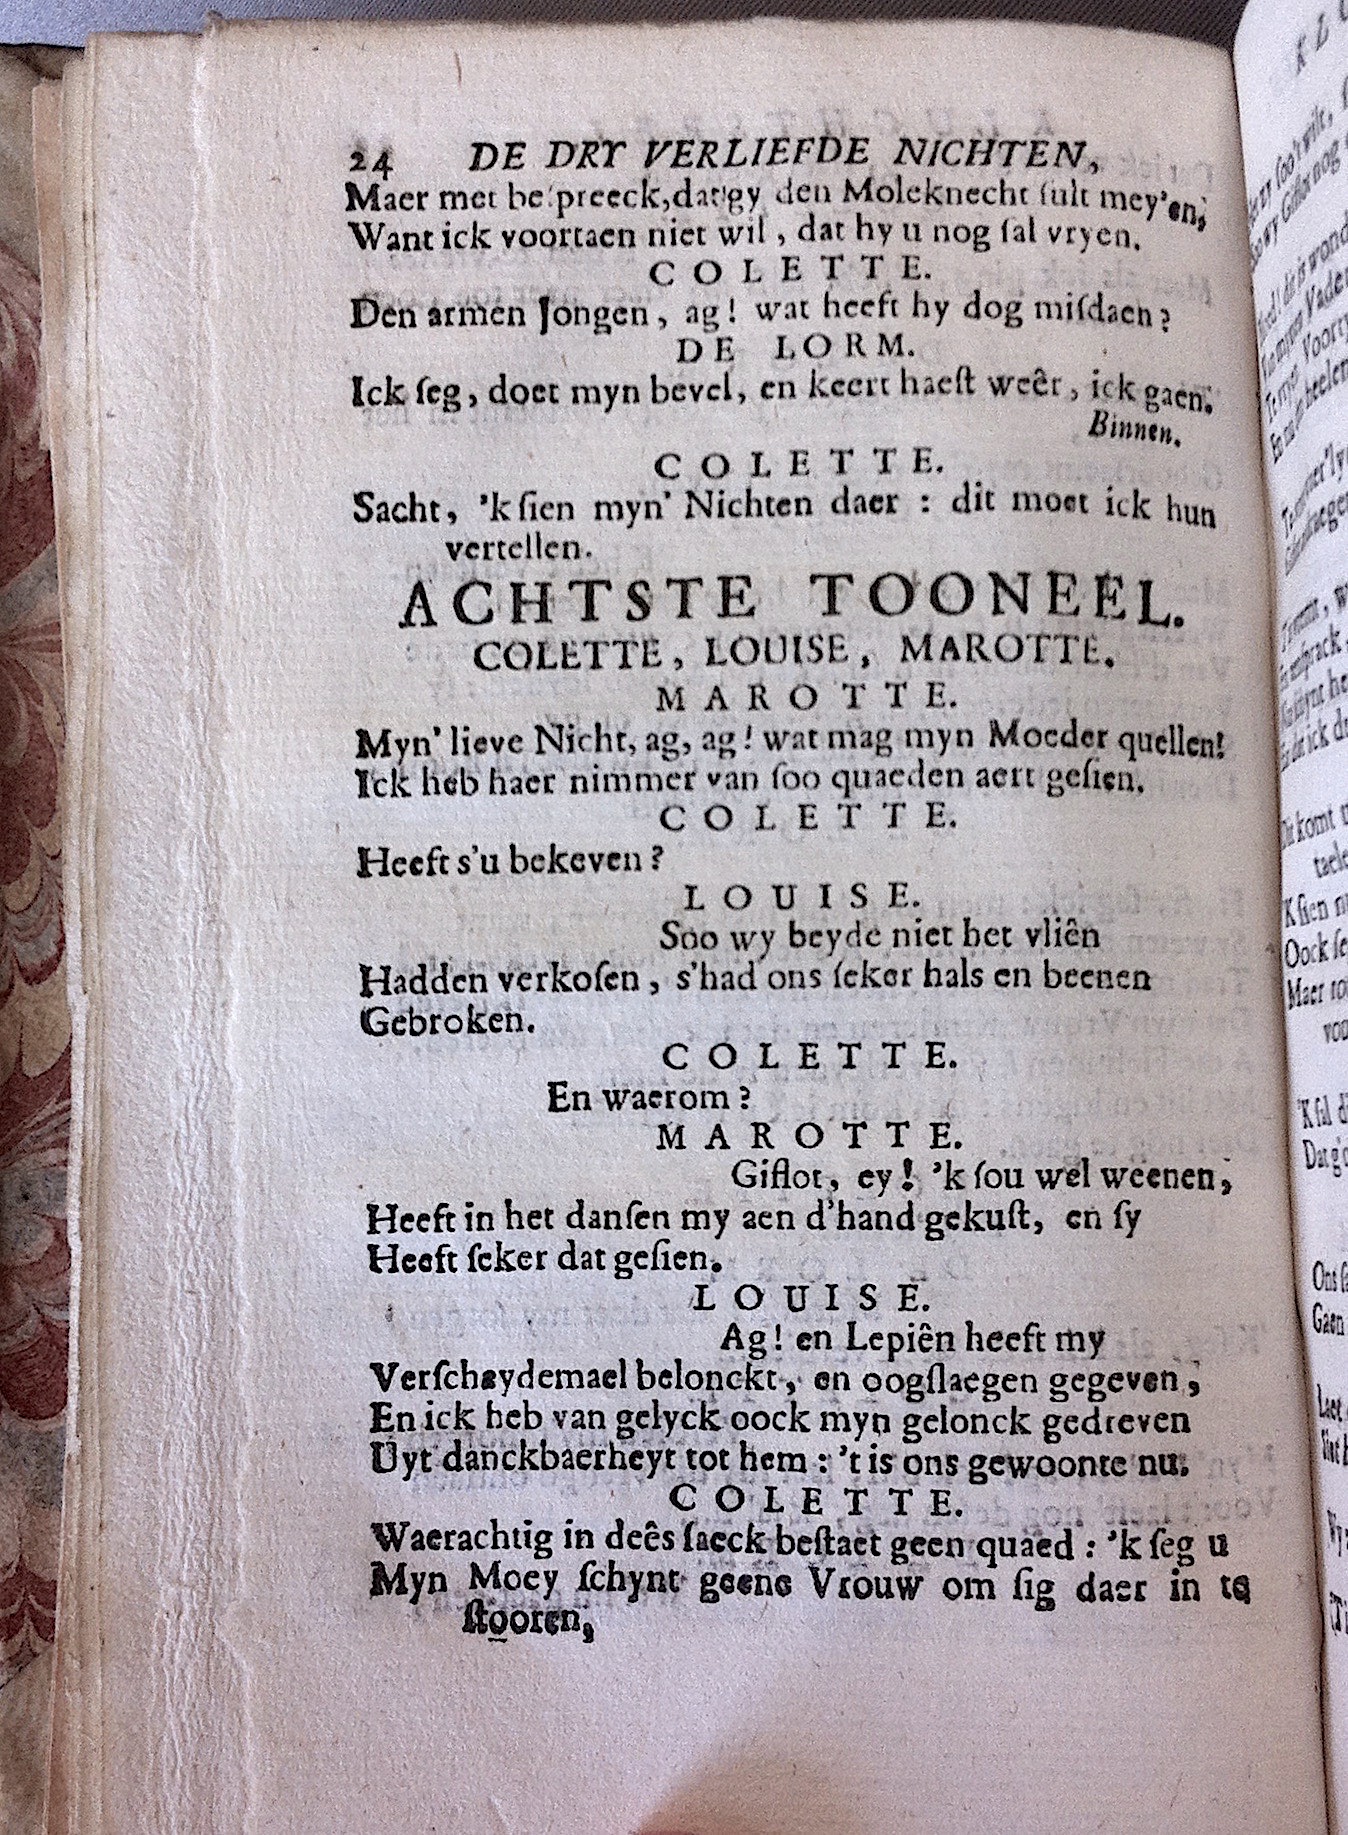 24 DE DRY VERLIEFDE NICHTEN,
Maer met be preeck, dat gy den Moleknecht ſult mey'en,
Want ick voortaen niet wil, dat hy u nog ſal vryen.
COLETTE.
Den armen Jongen, ag! wat heeft hy dog miſdaen?
DE LORM.
Ick ſeg, doet myn bevel, en keert haeſt weêr, ick gaen.
Binnen.
COLETTE.
Sacht, 'k ſien myn' Nichten daer : dit moet ick hun
vertellen.
ACHTSTE TOONEEL.
COLETTE, LOUISE, MAROTTE.
MAROTTE.
Myn' lieve Nicht, ag, ag! wat mag myn Moeder quellen!
Ick heb haer nimmer van ſoo quaeden aert geſien.
COLETTE.
Heeft s'u bekeven?
LOUISE.
Soo wy beyde niet het vliên
Hadden verkoſen, s'had ons ſeker hals en beenen
Gebroken.
COLETTE.
En waerom?
MAROTTE.
Giflot, ey! 'k ſou wel weenen,
Heeft in het danſen my aen d'hand gekuſt, en ſy
Heeft ſeker dat geſien.
LOUISE.
Ag! en Lepiên heeft my
Verſcheydemael belonckt, en oogſlaegen gegeven,
En ick heb van gelyck oock myn gelonck gedreven
Uyt danckbaerheyt tot hem : 't is ons gewoonte nu.
COLETTE.
Waerachtig in deês ſaeck beſtaet geen quaed : 'k ſeg u
Myn Moey ſchynt geene Vrouw om ſig daer in te
ſtooren,